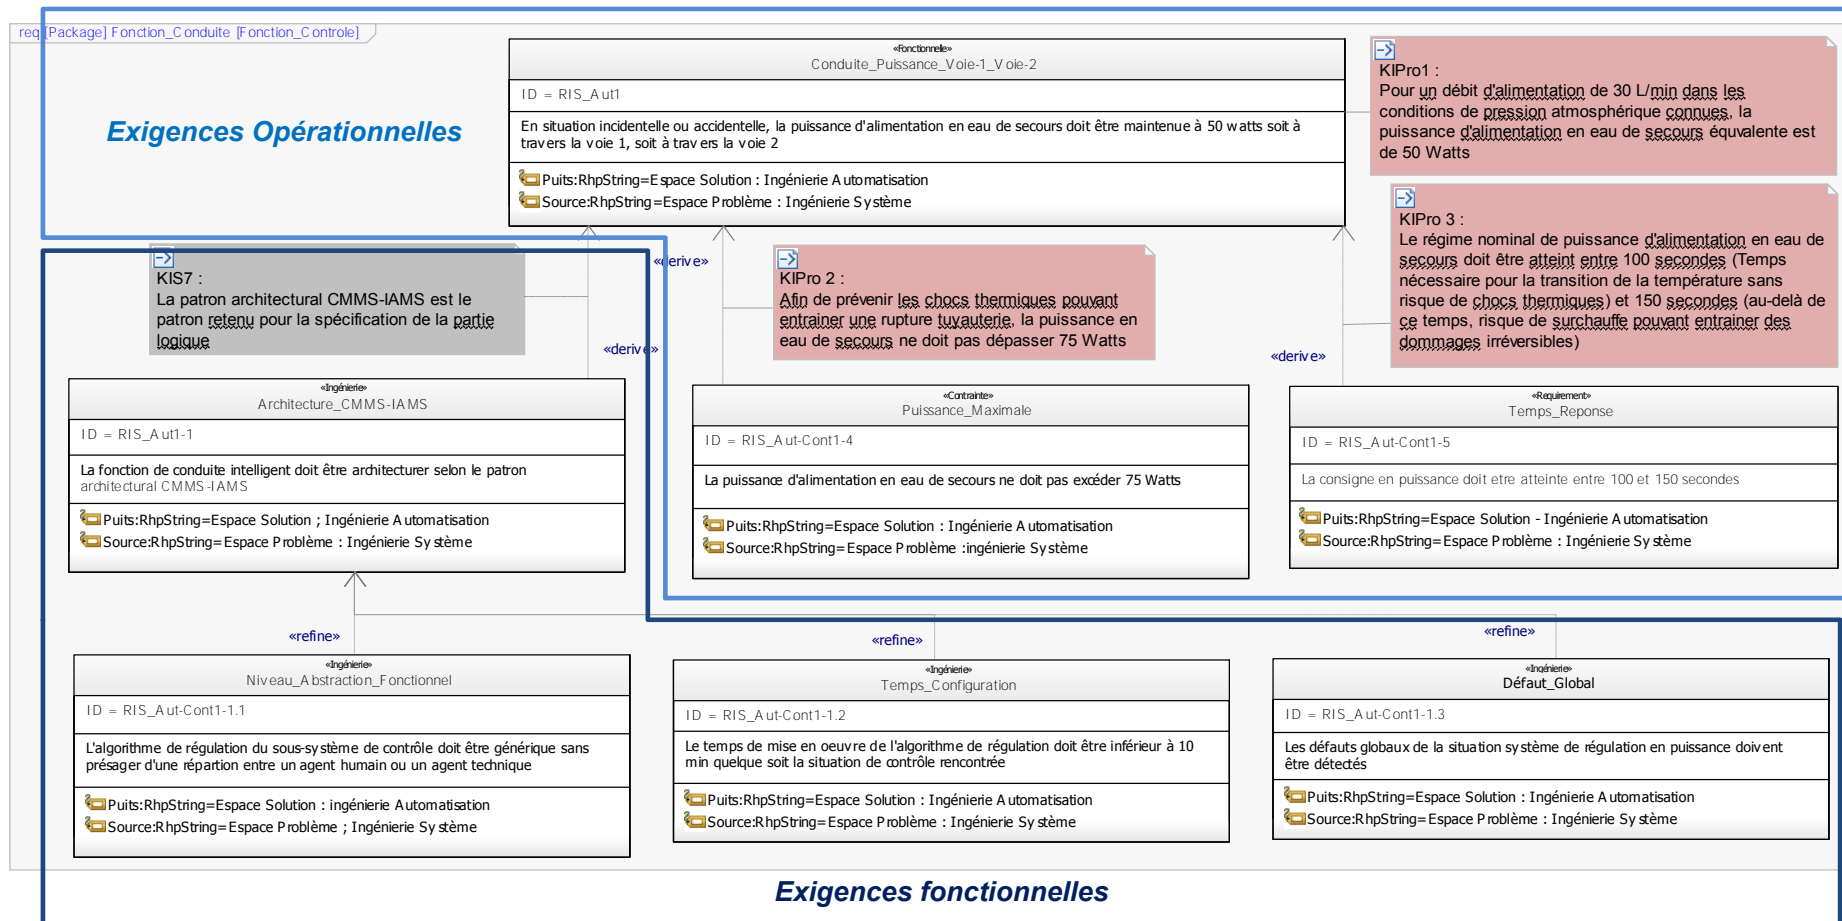 req [Package] Fonction_Conduite [Fonction_Controle]
Exigences Opérationnelles
«Fonctionnelle»
Conduite_Puissance_Voie-1_Voie-2
ID = RIS_Aut1
En situation incidentelle ou accidentelle, la puissance d'alimentation en eau de secours doit être maintenue à 50 watts soit à
travers la voie 1, soit à travers la voie 2
Puits:RhpString=Espace Solution : Ingénierie Automatisation
Source:RhpString=Espace Problème : Ingénierie Système
KIPro1 :
Pour un débit d'alimentation de 30 L/min dans les
conditions de pression atmosphérique connues, la
puissance d'alimentation en eau de secours équvalente est
de 50 Watts
KIPro 3 :
Le régime nominal de puissance d'alimentation en eau de
secours doit être atteint entre 100 secondes (Temps
nécessaire pour la transition de la température sans
risque de chocs thermiques) et 150 secondes (au-delà de
ce temps, risque de surchauffe pouvant entrainer des
dommages irréversibles)
KIS7 :
La patron architectural CMMS-IAMS est le
patron retenu pour la spécification de la partie
logique
«derive»
KIPro 2 :
Afin de prévenir les chocs thermiques pouvant
entrainer une rupture tuyauterie, la puissance en
eau de secours ne doit pas dépasser 75 Watts
«derive»
«derive»
«Ingénierie»
Architecture_CMMS-IAMS
ID = RIS_Aut1-1
La fonction de conduite intelligent doit être architecturer selon le patron
architectural CMMS-IAMS
Puits:RhpString=Espace Solution ; Ingénierie Automatisation
Source:RhpString=Espace Problème : Ingénierie Système
«Contrainte»
Puissance_Maximale
ID = RIS_Aut-Cont1-4
La puissance d'alimentation en eau de secours ne doit pas excéder 75 Watts
Puits:RhpString=Espace Solution : Ingénierie Automatisation
Source:RhpString=Espace Problème :ingénierie Système
«Requirement»
Temps_Reponse
ID = RIS_Aut-Cont1-5
La consigne en puissance doit etre atteinte entre 100 et 150 secondes
Puits:RhpString=Espace Solution - Ingénierie Automatisation
Source:RhpString=Espace Problème : Ingénierie Système
«refine»
«refine»
«refine»
«Ingénierie»
Niveau_Abstraction_Fonctionnel
ID = RIS_Aut-Cont1-1.1
L'algorithme de régulation du sous-système de contrôle doit être générique sans
présager d'une répartion entre un agent humain ou un agent technique
Puits:RhpString=Espace Solution : ingénierie Automatisation
Source:RhpString=Espace Problème ; Ingénierie Système
«Ingénierie»
Temps_Configuration
ID = RIS_Aut-Cont1-1.2
Le temps de mise en oeuvre de l'algorithme de régulation doit être inférieur à 10
min quelque soit la situation de contrôle rencontrée
Puits:RhpString=Espace Solution : Ingénierie Automatisation
Source:RhpString=Espace Problème : Ingénierie Système
«Ingénierie»
Défaut_Global
ID = RIS_Aut-Cont1-1.3
Les défauts globaux de la situation système de régulation en puissance doivent
être détectés
Puits:RhpString=Espace Solution : Ingénierie Automatisation
Source:RhpString=Espace Problème : Ingénierie Système
Exigences fonctionnelles